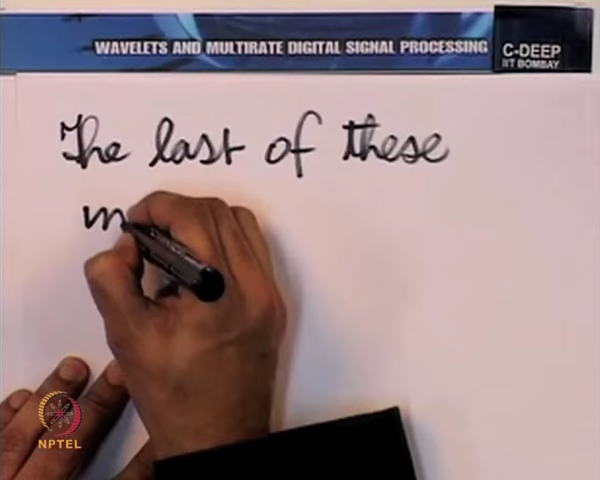 WAVELETS AND MULTIRATE DIGITAL SIGNAL PROCESSING
C-DEEP
IIT BOMBAY
The last of these
NPTEL